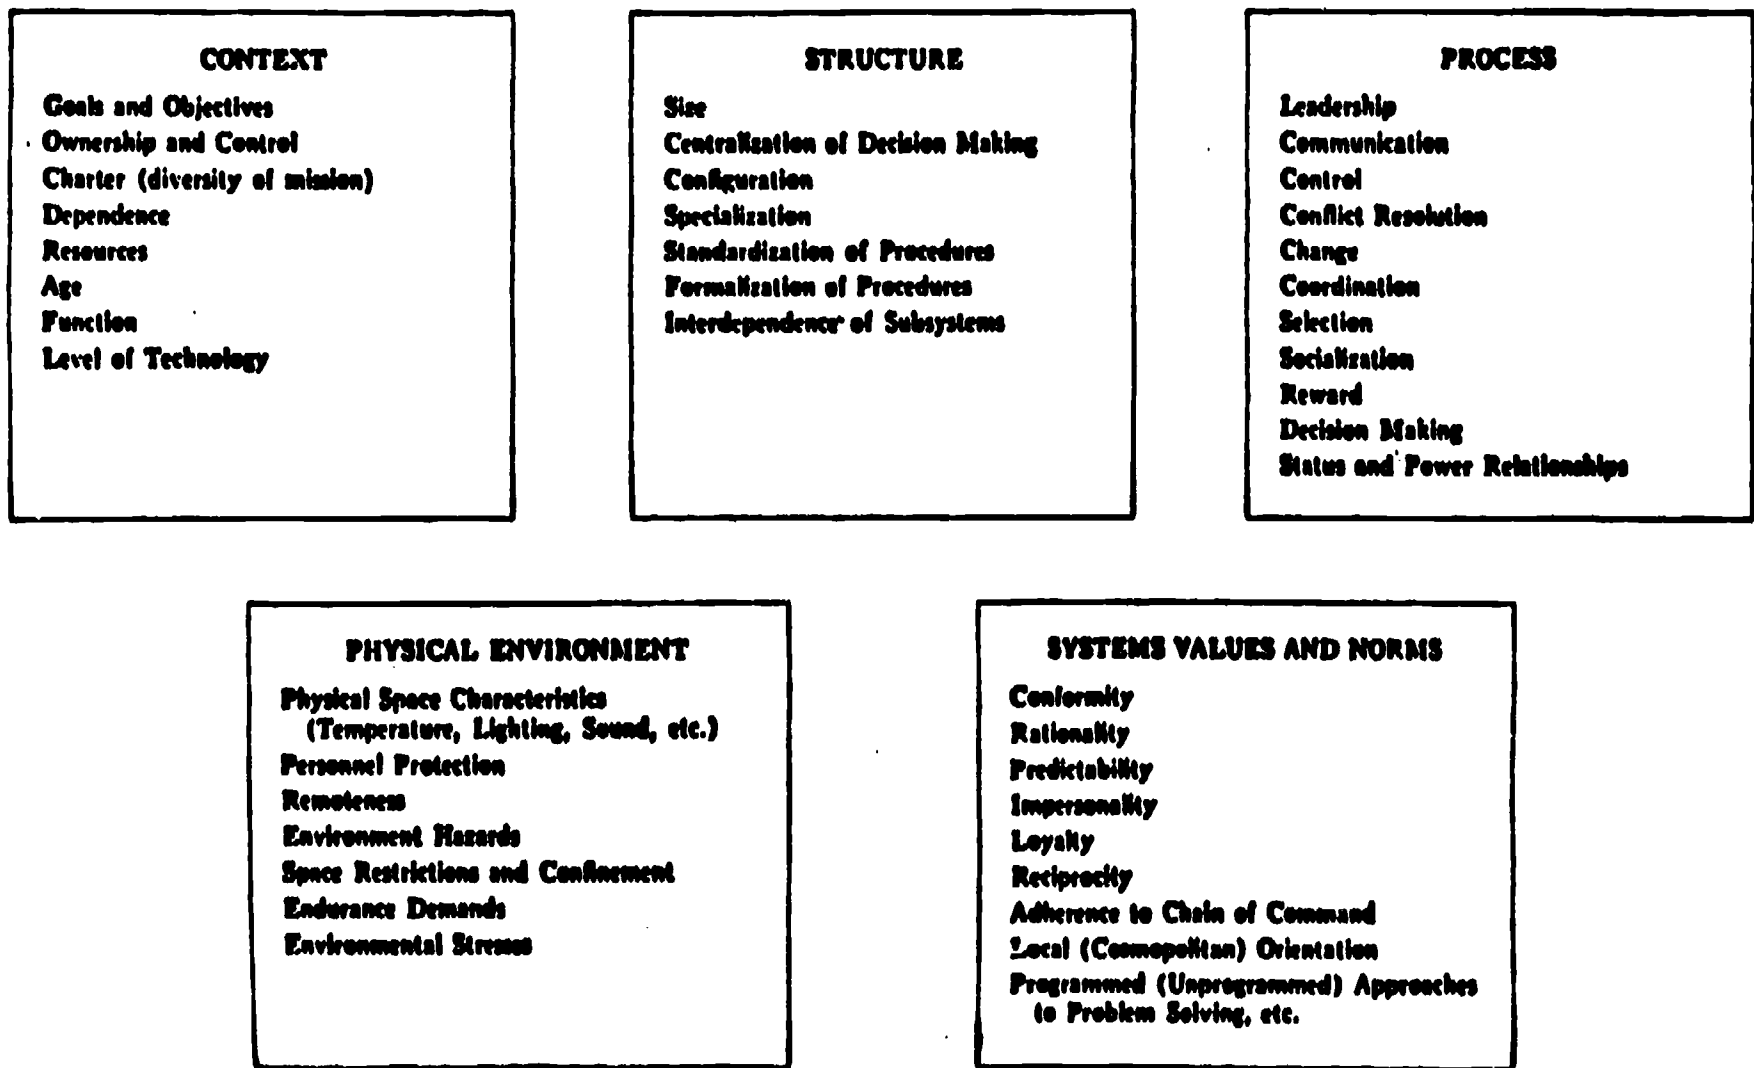 CONTEXT
Goals and Objectives
Ownership and Control
Charter (diversity of mission)
Dependence
Resources
Age
Function
Level of Technology
STRUCTURE
Size
Centralization of Decision Making
Configuration
Specialization
Standardization of Procedures
Formalization of Procedures
Interdependence of Subsystems
PROCESS
Leadership
Communication
Control
Conflict Resolution
Change
Coordination
Selection
Socialization
Reward
Decision Making
Status and Power Relationships
PHYSICAL ENVIRONMENT
Physical Space Characteristics
(Temperature, Lighting, Sound, etc.)
Personnel Protection
Remoteness
Environment Hazards
Space Restrictions and Confinement
Endurance Demands
Environmental Stresses
SYSTEMS VALUES AND NORMS
Conformity
Rationality
Predictability
Impersonality
Loyalty
Reciprocity
Adherence to Chain of Command
Local (Cosmopolitan) Orientation
Programmed (Unprogrammed) Approaches
to Problem Solving, etc.